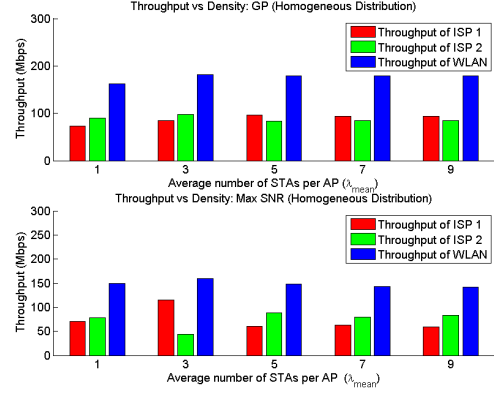 Throughput vs Density: GP (Homogeneous Distribution)
300
200
100
0
Throughput (Mbps)
Throughput of ISP 1
Throughput of ISP 2
Throughput of WLAN
1 3 5 7 9
Average number of STAs per AP (λmean)
Throughput vs Density: Max SNR (Homogeneous Distribution)
300
250
200
150
100
50
0
Throughput (Mbps)
Throughput of ISP 1
Throughput of ISP 2
Throughput of WLAN
1 3 5 7 9
Average number of STAs per AP (λmean)